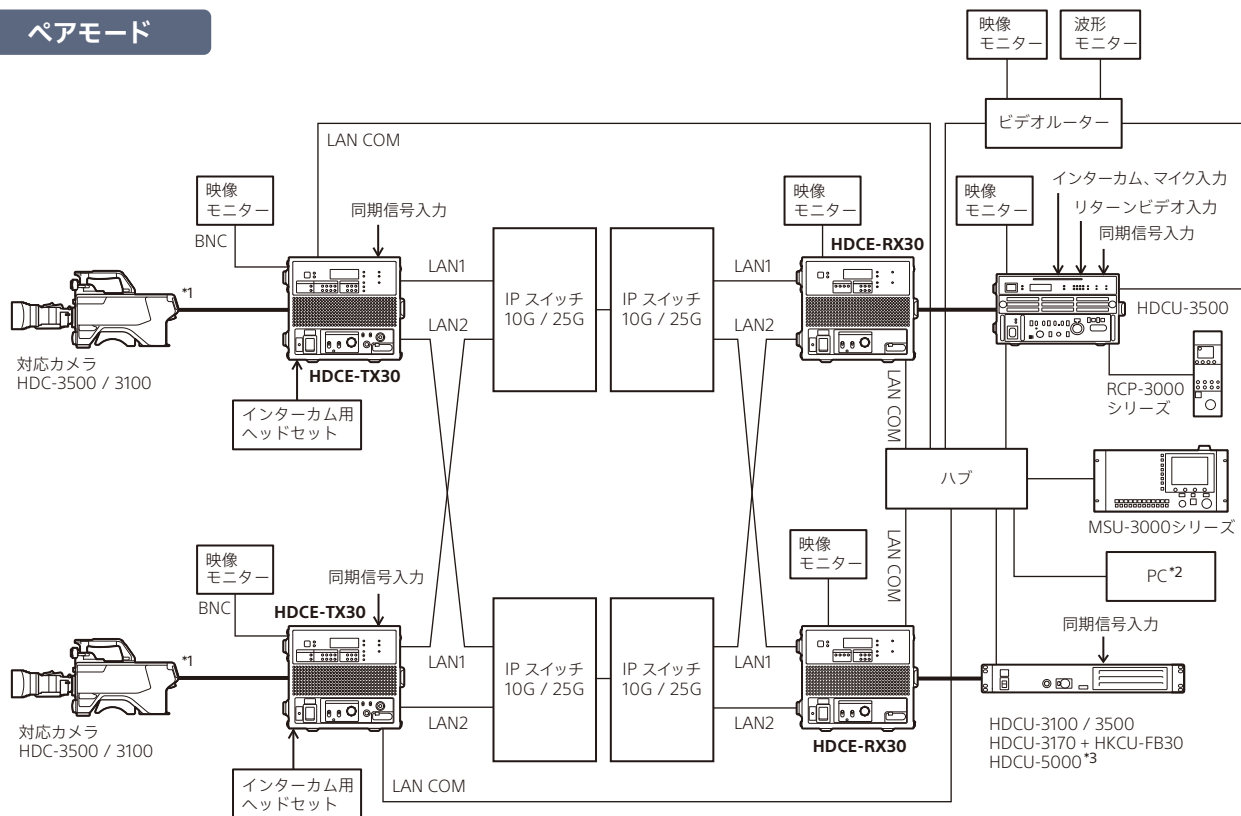 ペアモード
映像
モニター
波形
モニター
ビデオルーター
LAN COM
映像
モニター
同期信号入力
BNC
LAN1
LAN2
*1
対応カメラ
HDC-3500 / 3100
HDCE-TX30
インターカム用
ヘッドセット
IP スイッチ
10G / 25G
IP スイッチ
10G / 25G
LAN1
LAN2
映像
モニター
HDCE-RX30
映像
モニター
インターカム、マイク入力
リターンビデオ入力
同期信号入力
HDCU-3500
RCP-3000
シリーズ
LAN COM
ハブ
MSU-3000シリーズ
PC*2
映像
モニター
BNC
同期信号入力
HDCE-TX30
*1
対応カメラ
HDC-3500 / 3100
インターカム用
ヘッドセット
LAN1
LAN2
LAN COM
IP スイッチ
10G / 25G
IP スイッチ
10G / 25G
LAN1
LAN2
映像
モニター
LAN COM
HDCE-RX30
同期信号入力
HDCU-3100 / 3500
HDCU-3170 + HKCU-FB30
HDCU-5000*3